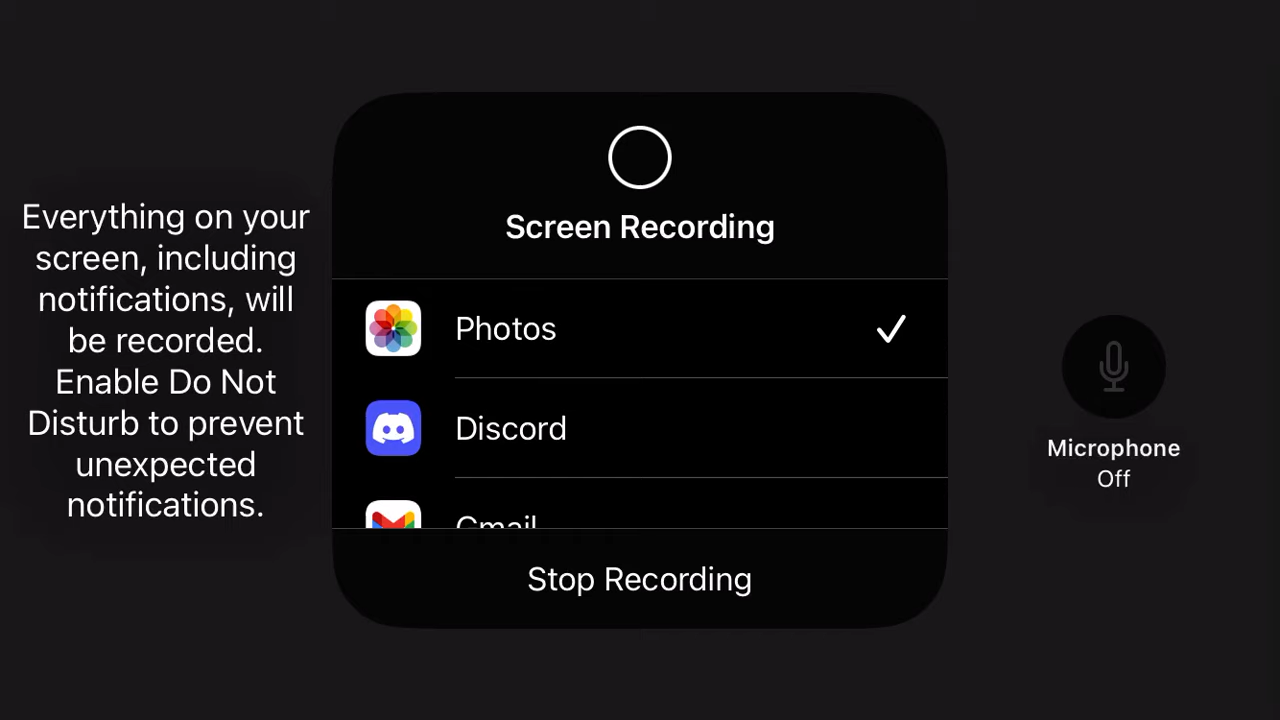 Everything on your
screen, including
notifications, will
be recorded.
Enable Do Not
Disturb to prevent
unexpected
notifications.
Screen Recording
Photos
Discord
Gmail
Stop Recording
Microphone
Off